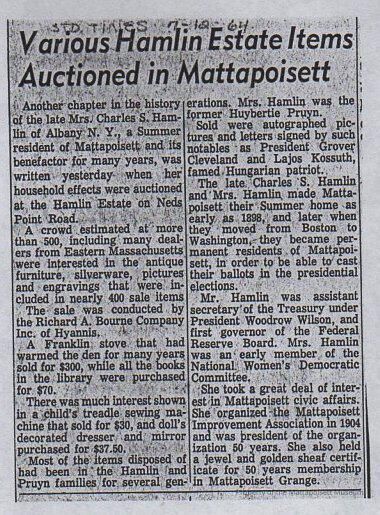 STD TIMES 7-12-64
Various Hamlin Estate Items
Auctioned in Mattapoisett
Another chapter in the history
of the late Mrs. Charles S. Ham-
lin of Albany N. Y., a Summer
resident of Mattapoisett and its
benefactor for many years, was
written yesterday when her
household effects were auctioned
at the Hamlin Estate on Neds
Point Road.
A crowd estimated at more
than 500, including many deal-
ers from Eastern Massachusetts
were interested in the antique
furniture, silverware, pictures
and engravings that were in-
cluded in nearly 400 sale items
The sale was conducted by
the Richard A. Bourne Company
Inc. of Hyannis.
A Franklin stove that had
warmed the den for many years
sold for $300, while all the books
in the library were purchased
for $70.
There was much interest shown
in a child's treadle sewing ma-
chine that sold for $30, and doll's
decorated dresser and mirror
purchased for $37.50.
Most of the items disposed of
had been in the Hamlin and
Pruyn families for several gen-
erations. Mrs. Hamlin was the
former Huybertie Pruyn.
Sold were autographed pic-
tures and letters signed by such
notables as President Grover
Cleveland and Lajos Kossuth,
famed Hungarian patriot.
The late Charles S. Hamlin
and Mrs. Hamlin made Matta-
poisett their Summer home as
early as 1898, and later when
they moved from Boston to
Washington, they became per-
manent residents of Mattapoi-
sett, in order to be able to cast
their ballots in the presidential
elections.
Mr. Hamlin was assistant
secretary of the Treasury under
President Woodrow Wilson, and
first governor of the Federal
Reserve Board. Mrs. Hamlin
was an early member of the
National Women's Democratic
Committee.
She took a great deal of inter-
est in Mattapoisett civic affairs.
She organized the Mattapoisett
Improvement Association in 1904
and was president of the organ-
ization 50 years. She also held
a jewel and golden sheaf certif-
icate for 50 years membership
in Mattapoisett Grange.
Property of the Mattapoisett Museum